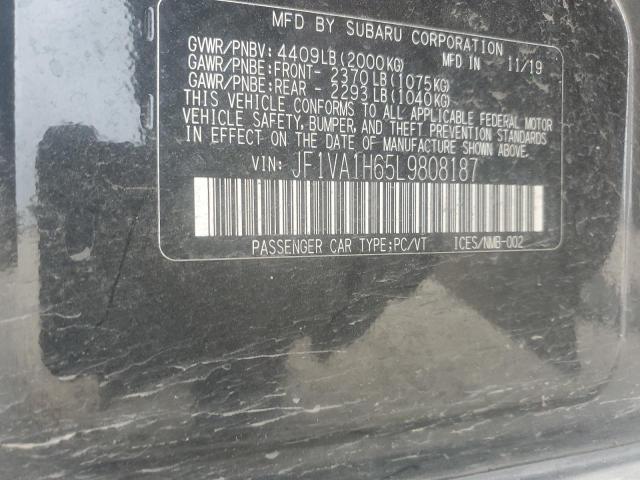 MFD BY SUBARU CORPORATION
GVWR/PNBV: 4409LB(2000KG) MFD IN 11/19
GAWR/PNBE:FRONT- 2370LB(1075KG)
GAWR/PNBE:REAR - 2293LB(1040KG)
THIS VEHICLE CONFORMS TO ALL APPLICABLE FEDERAL MOTOR
VEHICLE SAFETY, BUMPER, AND THEFT PREVENTION STANDARDS
IN EFFECT ON THE DATE OF MANUFACTURE SHOWN ABOVE.
VIN: JF1VA1H65L9808187
PASSENGER CAR TYPE;PC/VT ICES/NMB-002